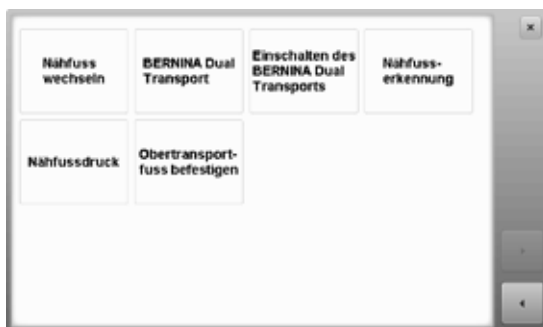 Nähfuss
wechseln
BERNINA Dual
Transport
Einschalten des
BERNINA Dual
Transports
Nähfuss-
erkennung
Nähfussdruck
Obertransport-
fuss befestigen